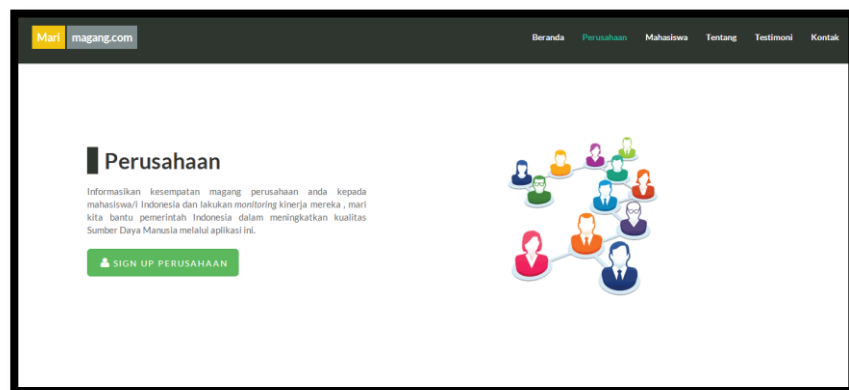 Mari magang.com
Beranda Perusahaan Mahasiswa Tentang Testimoni Kontak
Perusahaan
Informasikan kesempatan magang perusahaan anda kepada
mahasiswa/i Indonesia dan lakukan monitoring kinerja mereka , mari
kita bantu pemerintah Indonesia dalam meningkatkan kualitas
Sumber Daya Manusia melalui aplikasi ini.
SIGN UP PERUSAHAAN